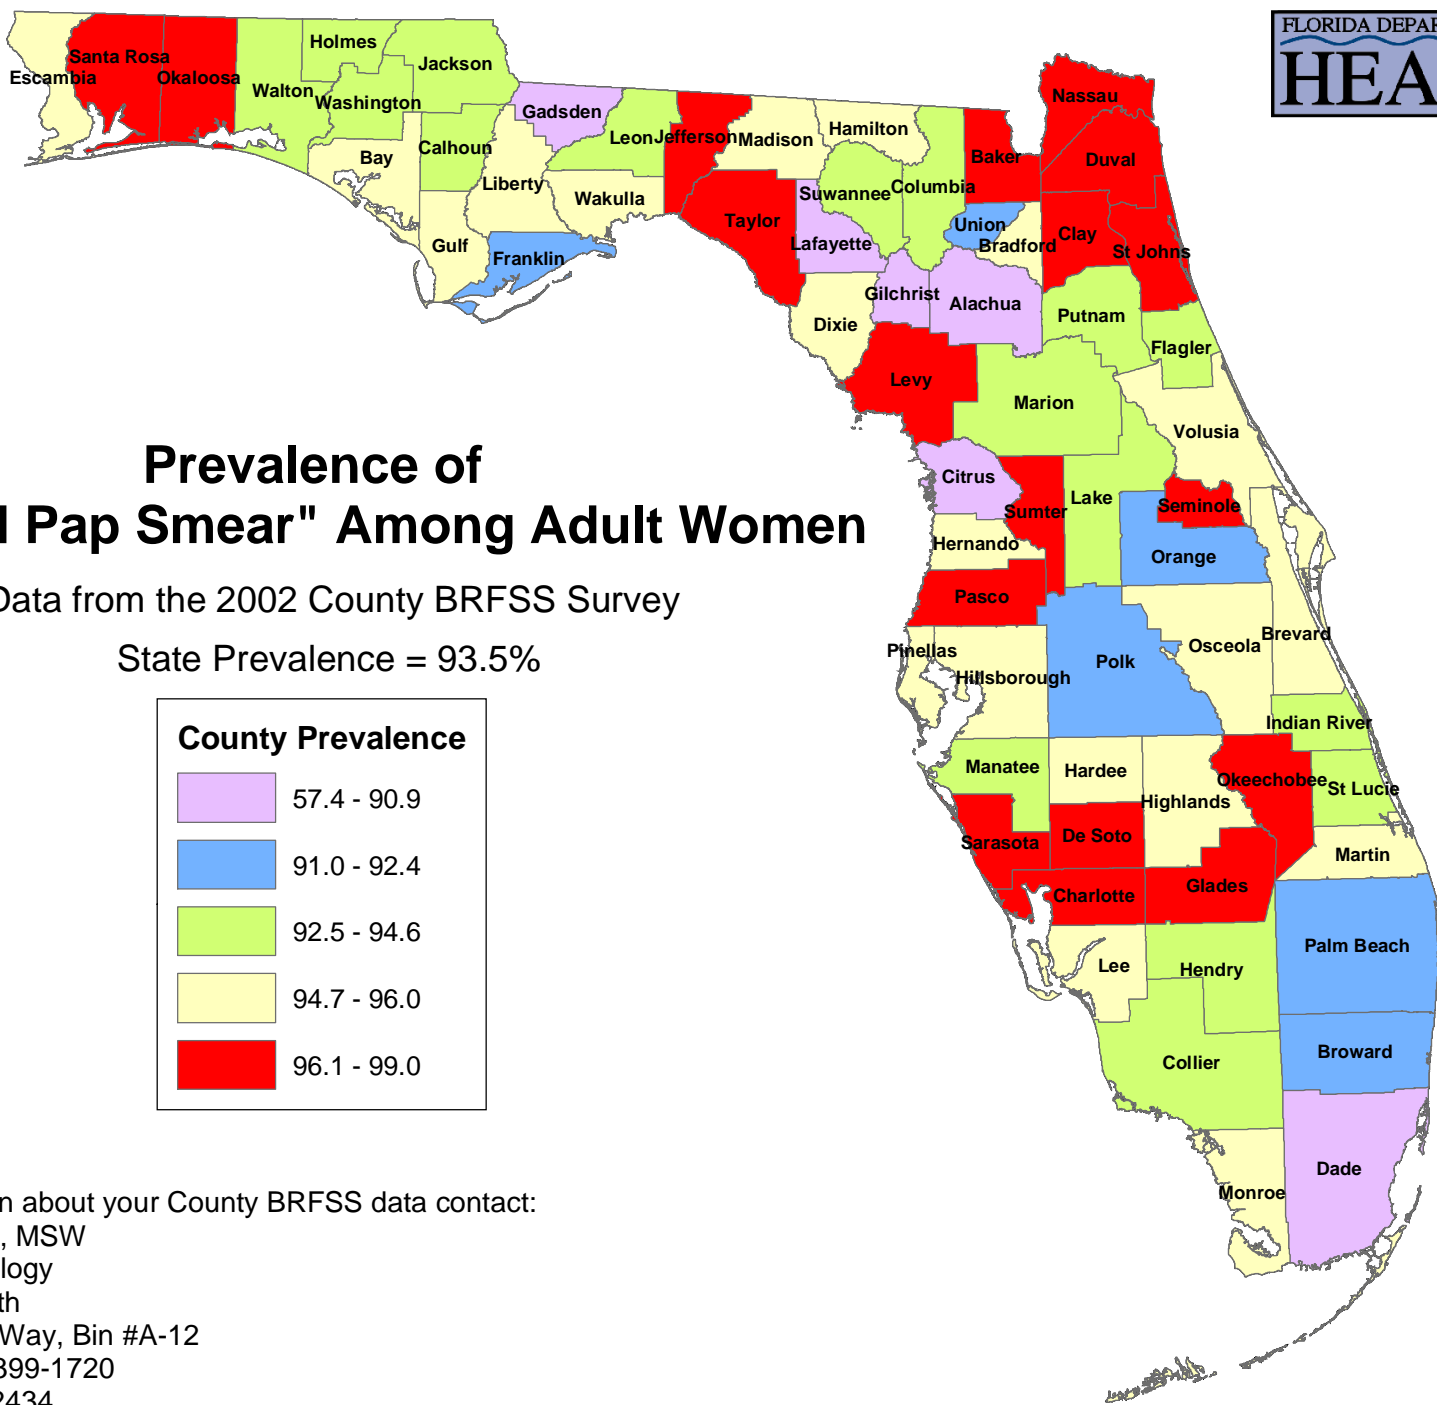 FLORIDA DEPAR
HEA
Santa Rosa
Escambia
Okaloosa
Walton
Holmes
Washington
Jackson
Bay
Calhoun
Gulf
Liberty
Gadsden
Franklin
Leon
Wakulla
Jefferson
Madison
Taylor
Hamilton
Suwannee
Lafayette
Columbia
Dixie
Gilchrist
Baker
Union
Bradford
Alachua
Nassau
Duval
Clay
St Johns
Putnam
Flagler
Levy
Marion
Volusia
Citrus
Sumter
Lake
Seminole
Hernando
Orange
Pasco
Pinellas
Hillsborough
Polk
Osceola
Brevard
Indian River
Manatee
Hardee
Highlands
Okeechobee
St Lucie
Sarasota
De Soto
Martin
Charlotte
Glades
Lee
Hendry
Palm Beach
Collier
Broward
Monroe
Dade
Prevalence of
l Pap Smear" Among Adult Women
Data from the 2002 County BRFSS Survey
State Prevalence = 93.5%
County Prevalence
57.4 - 90.9
91.0 - 92.4
92.5 - 94.6
94.7 - 96.0
96.1 - 99.0
n about your County BRFSS data contact:
, MSW
logy
th
Way, Bin #A-12
399-1720
2434